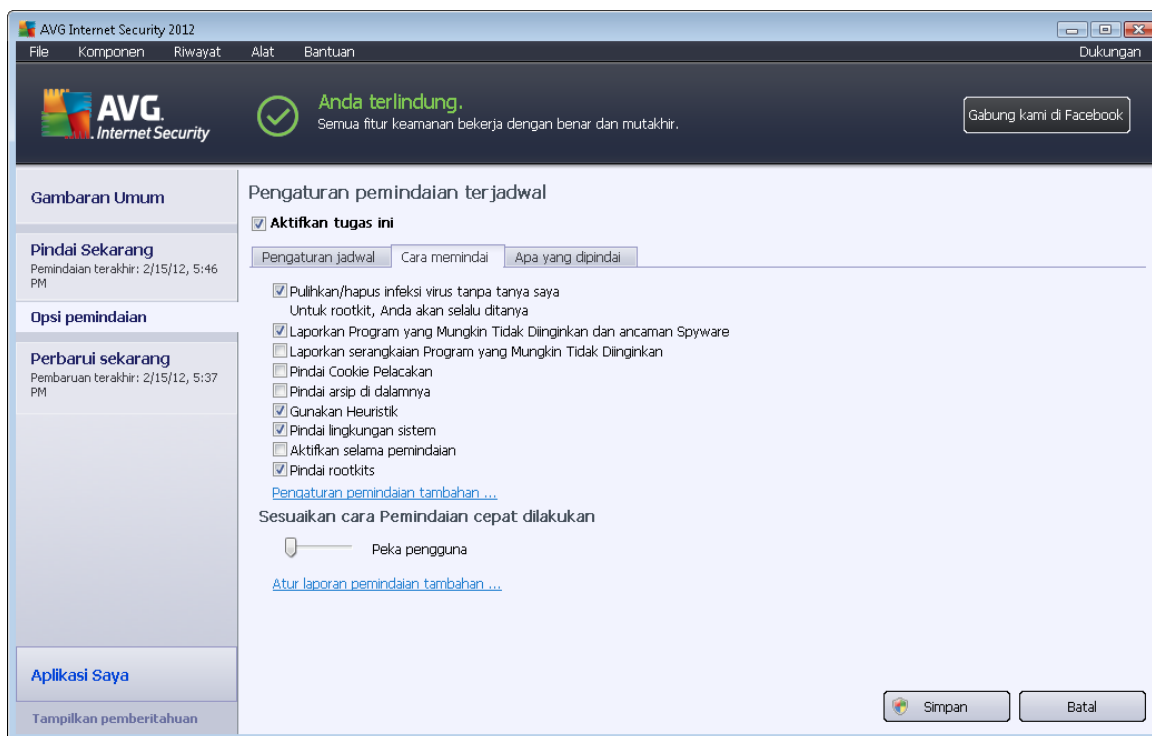 AVG Internet Security 2012
File Komponen Riwayat Alat Bantuan Dukungan
AVG.
Internet Security
Anda terlindung.
Semua fitur keamanan bekerja dengan benar dan mutakhir.
Gabung kami di Facebook
Gambaran Umum
Pindai Sekarang
Pemindaian terakhir: 2/15/12, 5:46
PM
Opsi pemindaian
Perbarui sekarang
Pembaruan terakhir: 2/15/12, 5:37
PM
Aplikasi Saya
Tampilkan pemberitahuan
Pengaturan pemindaian terjadwal
Aktifkan tugas ini
Pengaturan jadwal Cara memindai Apa yang dipindai
Pulihkan/hapus infeksi virus tanpa tanya saya
Untuk rootkit, Anda akan selalu ditanya
Laporkan Program yang Mungkin Tidak Diinginkan dan ancaman Spyware
Laporkan serangkaian Program yang Mungkin Tidak Diinginkan
Pindai Cookie Pelacakan
Pindai arsip di dalamnya
Gunakan Heuristik
Pindai lingkungan sistem
Aktifkan selama pemindaian
Pindai rootkits
Pengaturan pemindaian tambahan ...
Sesuaikan cara Pemindaian cepat dilakukan
Peka pengguna
Atur laporan pemindaian tambahan ...
Simpan Batal